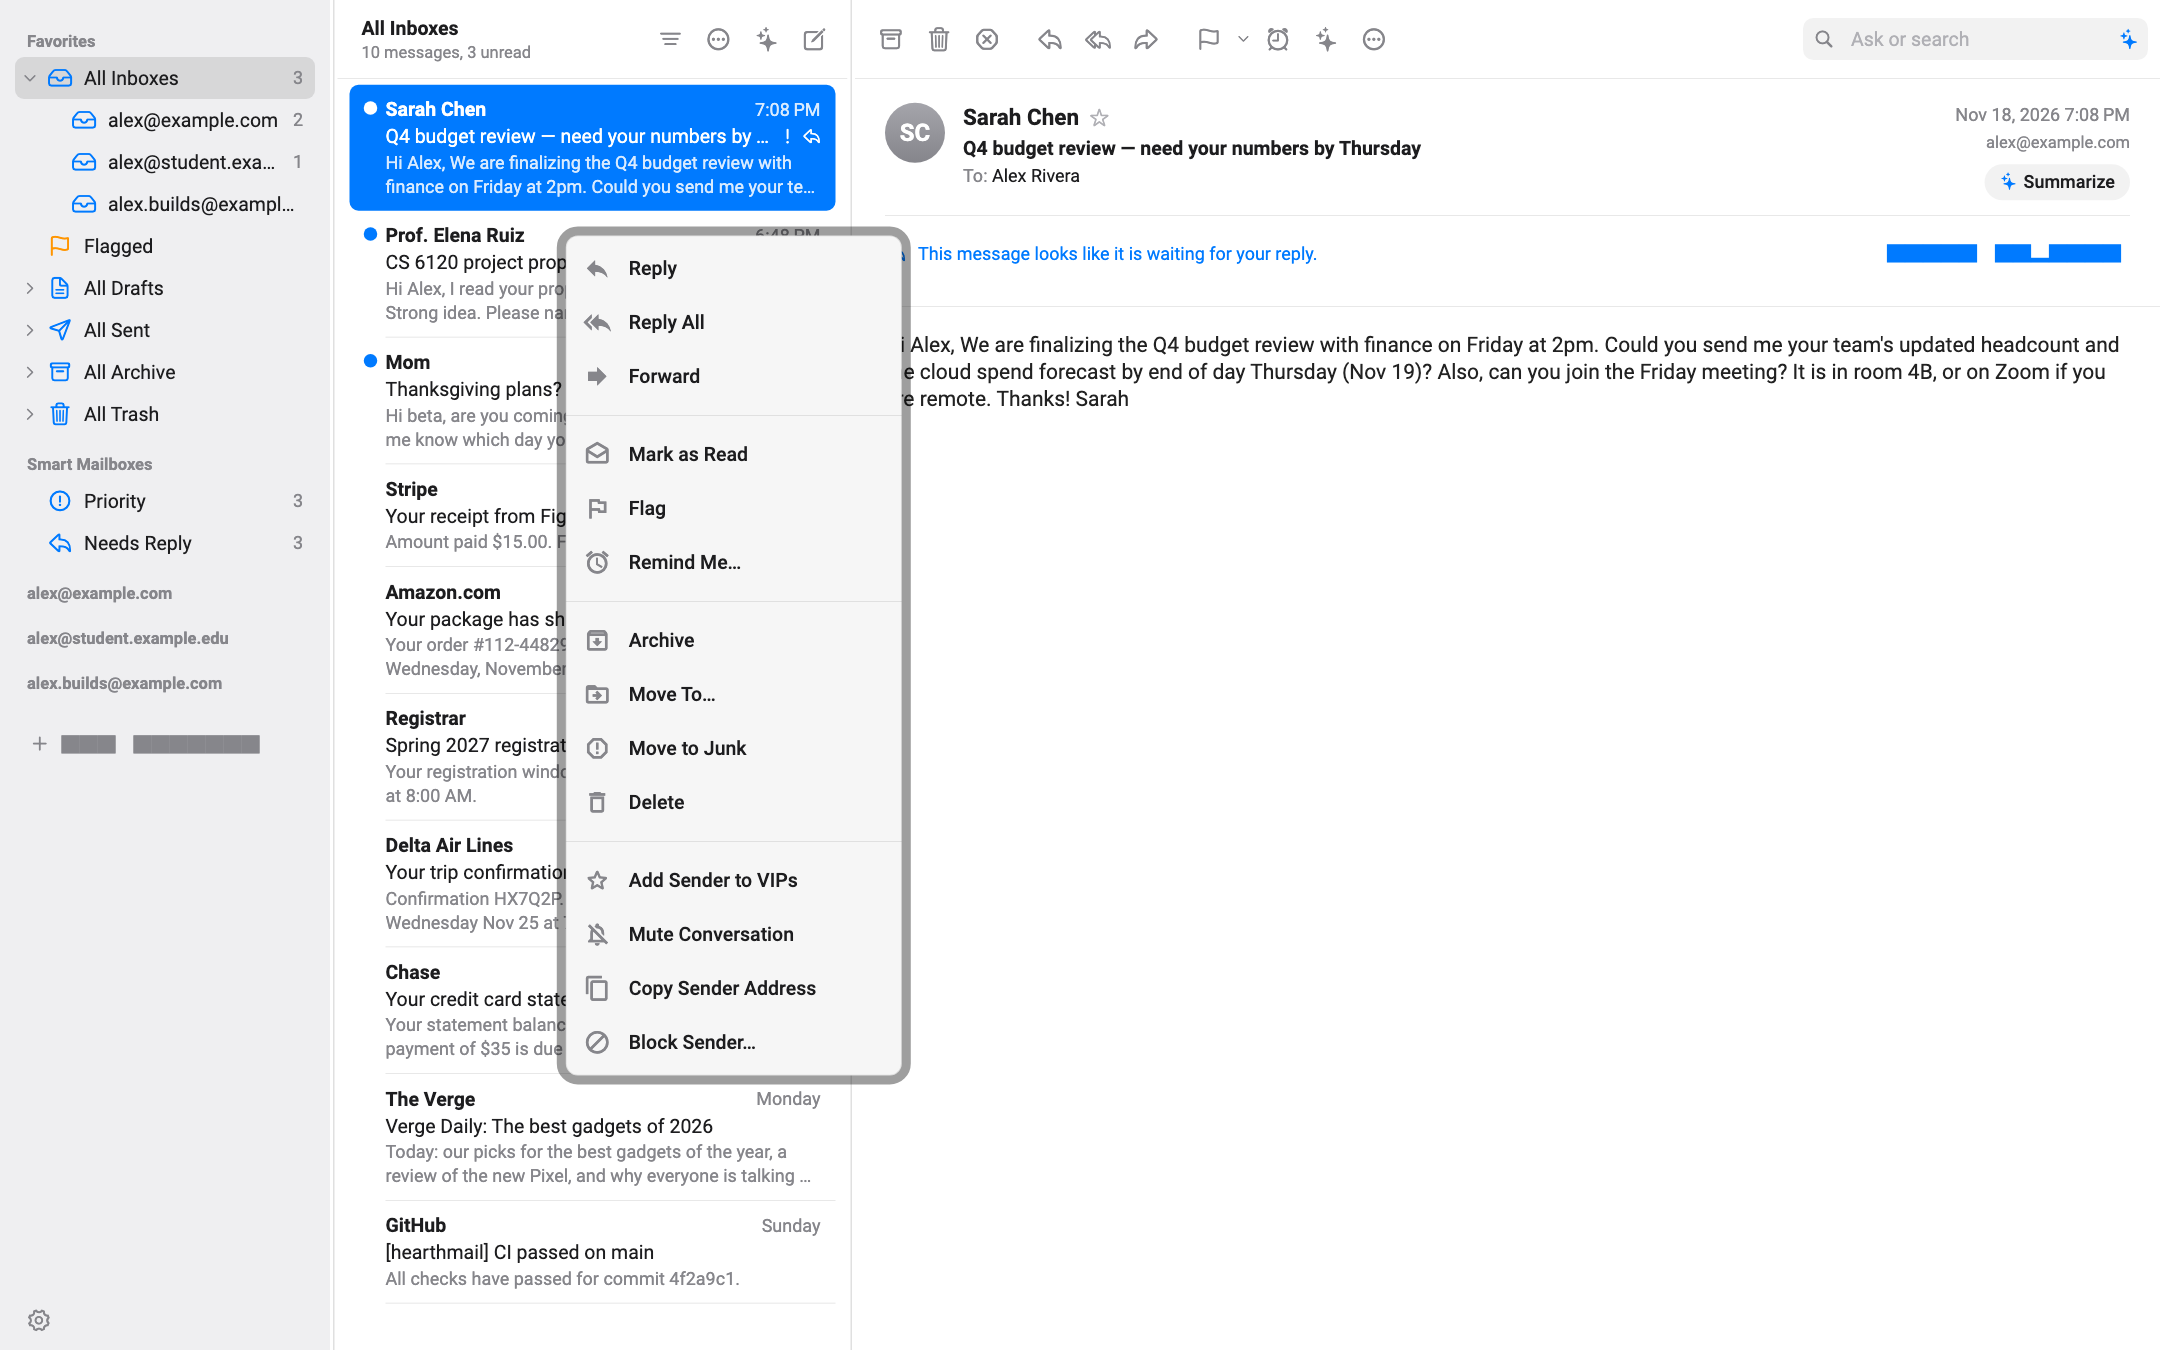 Favorites
All Inboxes 3
alex@example.com 2
alex@student.exa... 1
alex.builds@exampl...
Flagged
All Drafts
All Sent
All Archive
All Trash
Smart Mailboxes
Priority 3
Needs Reply 3
alex@example.com
alex@student.example.edu
alex.builds@example.com
All Inboxes
10 messages, 3 unread
Sarah Chen 7:08 PM
Q4 budget review — need your numbers by ... !
Hi Alex, We are finalizing the Q4 budget review with
finance on Friday at 2pm. Could you send me your te...
Prof. Elena Ruiz 6:48 PM
CS 6120 project prop
Hi Alex, I read your pro
Strong idea. Please na
Mom
Thanksgiving plans?
Hi beta, are you coming
me know which day yo
Stripe
Your receipt from Fig
Amount paid $15.00. F
Amazon.com
Your package has sh
Your order #112-44829
Wednesday, November
Registrar
Spring 2027 registrat
Your registration windo
at 8:00 AM.
Delta Air Lines
Your trip confirmation
Confirmation HX7Q2P.
Wednesday Nov 25 at
Chase
Your credit card state
Your statement balanc
payment of $35 is due
The Verge Monday
Verge Daily: The best gadgets of 2026
Today: our picks for the best gadgets of the year, a
review of the new Pixel, and why everyone is talking ...
GitHub Sunday
[hearthmail] CI passed on main
All checks have passed for commit 4f2a9c1.
Reply
Reply All
Forward
Mark as Read
Flag
Remind Me...
Archive
Move To...
Move to Junk
Delete
Add Sender to VIPs
Mute Conversation
Copy Sender Address
Block Sender...
Ask or search
SC
Sarah Chen
Q4 budget review — need your numbers by Thursday
To: Alex Rivera
Nov 18, 2026 7:08 PM
alex@example.com
Summarize
This message looks like it is waiting for your reply.
i Alex, We are finalizing the Q4 budget review with finance on Friday at 2pm. Could you send me your team's updated headcount and
e cloud spend forecast by end of day Thursday (Nov 19)? Also, can you join the Friday meeting? It is in room 4B, or on Zoom if you
re remote. Thanks! Sarah